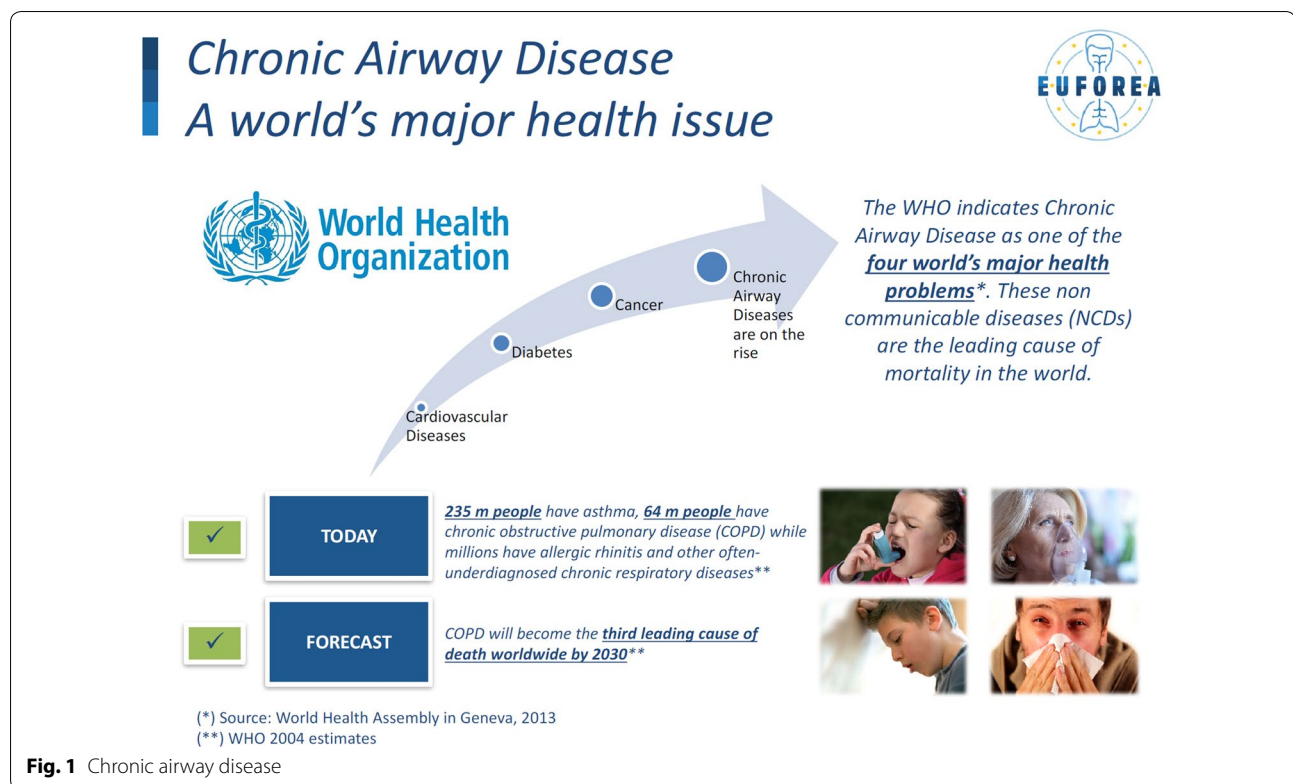 Chronic Airway Disease
A world's major health issue
EUFOREA
World Health
Organization
The WHO indicates Chronic
Airway Disease as one of the
four world's major health
problems*. These non
communicable diseases (NCDs)
are the leading cause of
mortality in the world.
Chronic
Airway
Diseases
are on the
rise
Cancer
Diabetes
Cardiovascular
Diseases
TODAY
235 m people have asthma, 64 m people have
chronic obstructive pulmonary disease (COPD) while
millions have allergic rhinitis and other often-
underdiagnosed chronic respiratory diseases**
FORECAST
COPD will become the third leading cause of
death worldwide by 2030**
(*) Source: World Health Assembly in Geneva, 2013
(**) WHO 2004 estimates
Fig. 1 Chronic airway disease